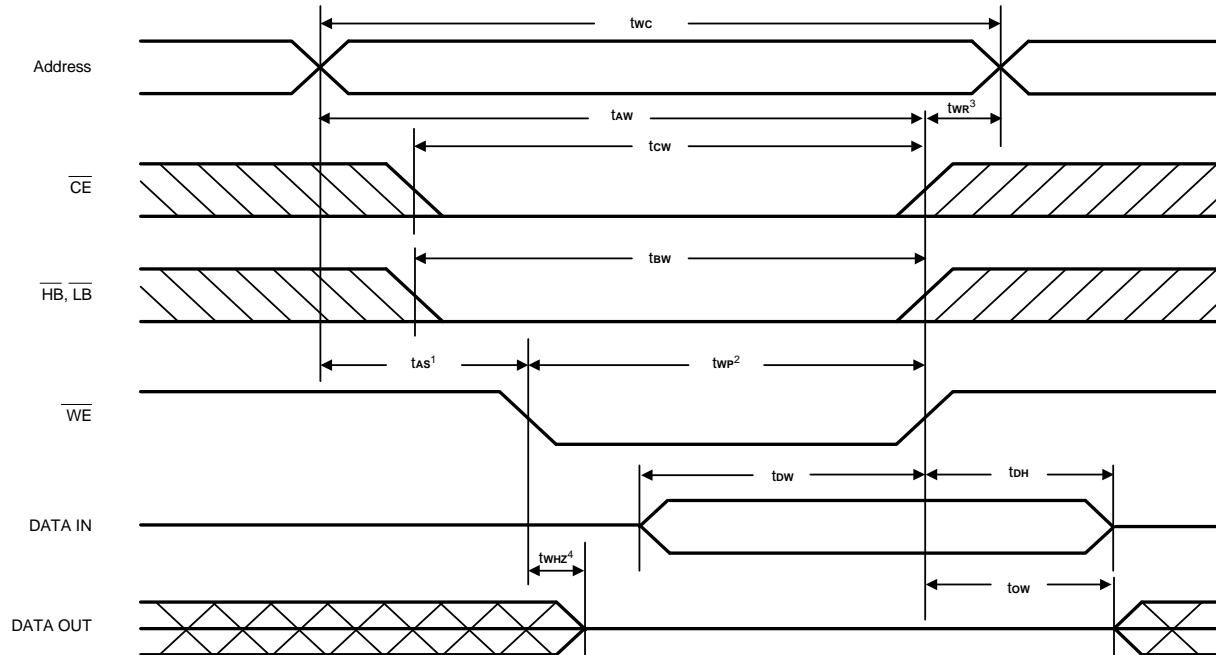 tWC
Address
tAW
tWR³
tCW
CE
tBW
HB, LB
tAS¹
tWP²
WE
tDW
tDH
DATA IN
tWHZ⁴
tOW
DATA OUT